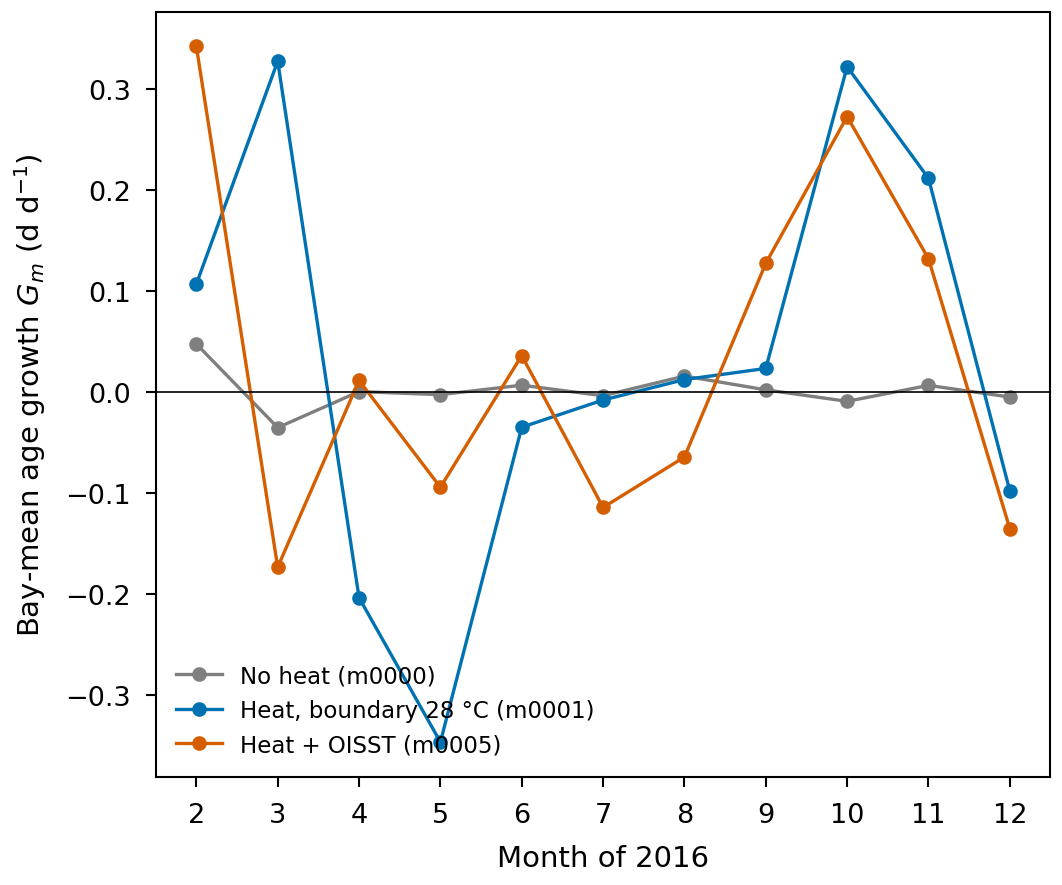 Bay-mean age growth Gₘ (d d⁻¹)
0.3
0.2
0.1
0.0
−0.1
−0.2
−0.3
No heat (m0000)
Heat, boundary 28 °C (m0001)
Heat + OISST (m0005)
2 3 4 5 6 7 8 9 10 11 12
Month of 2016